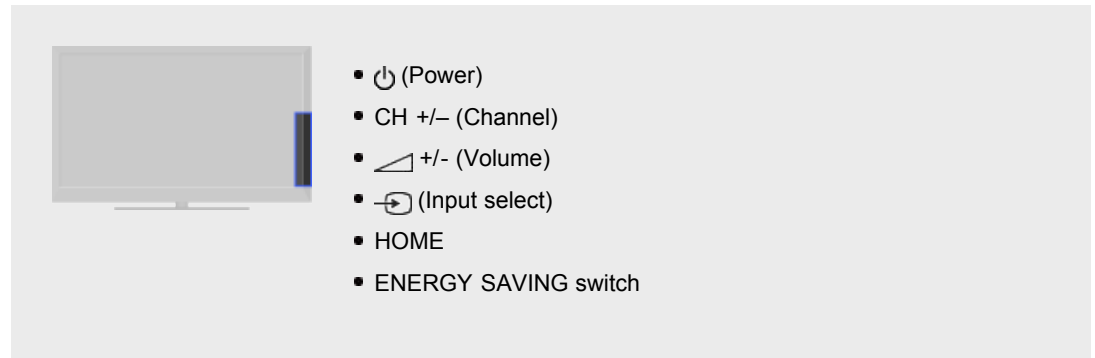 (Power)
CH +/– (Channel)
+/- (Volume)
(Input select)
HOME
ENERGY SAVING switch